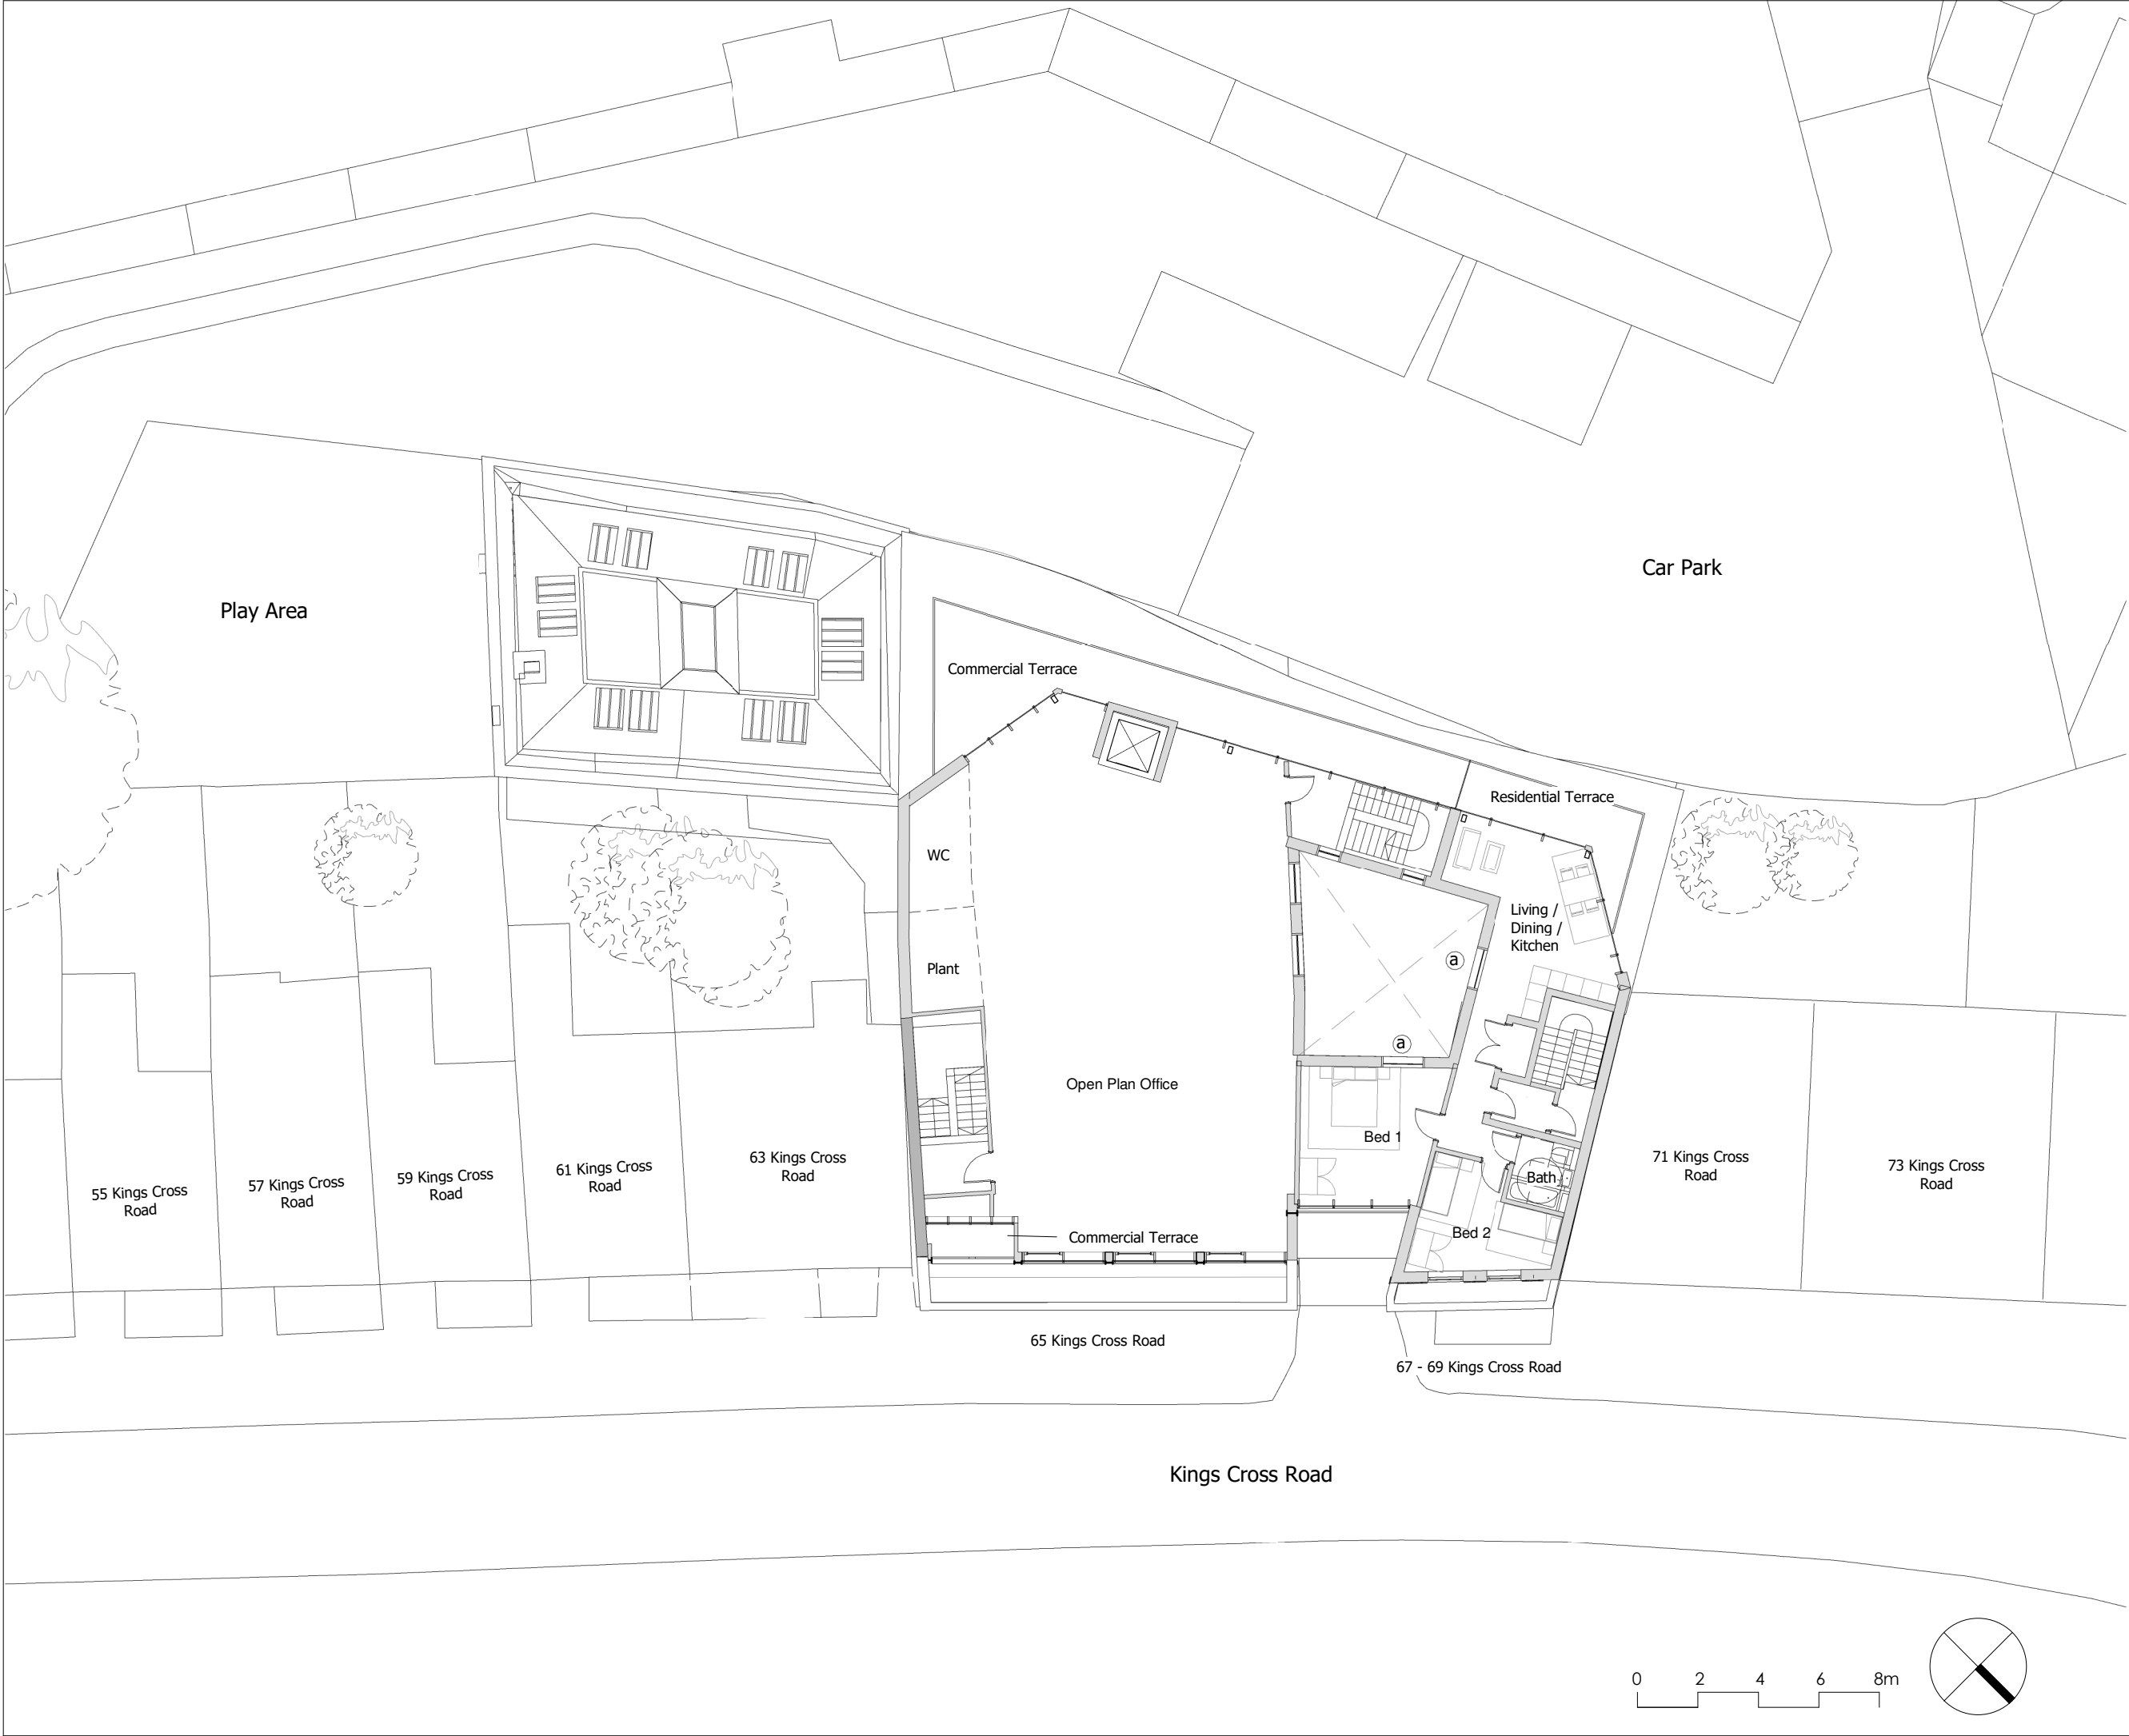 Car Park
Play Area
Commercial Terrace
Residential Terrace
WC
Living /
Dining /
Kitchen
a
Plant
a
Open Plan Office
Bed 1
63 Kings Cross
Road
71 Kings Cross
Road
73 Kings Cross
Road
61 Kings Cross
Road
59 Kings Cross
Road
57 Kings Cross
Road
55 Kings Cross
Road
Bath
Bed 2
Commercial Terrace
65 Kings Cross Road
67 - 69 Kings Cross Road
Kings Cross Road
0 2 4 6 8m